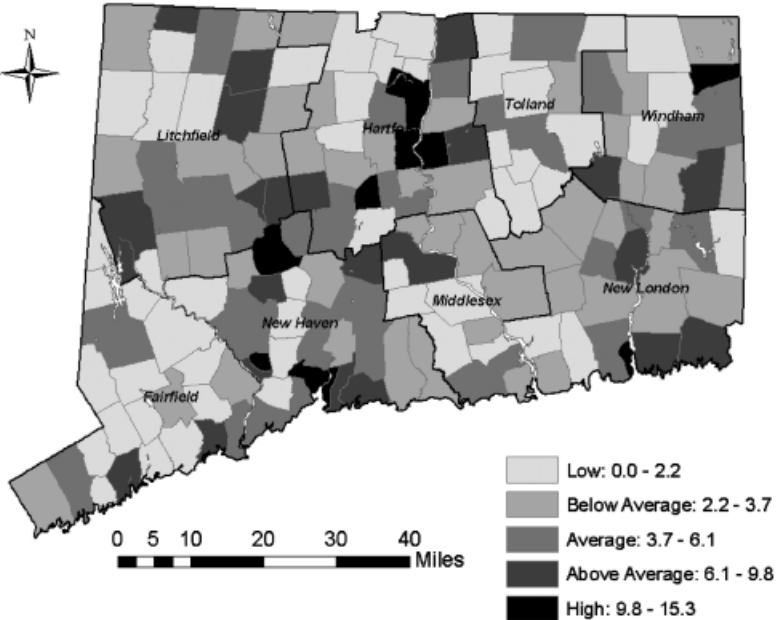 N
Tolland
Hartfo
Windham
Litchfield
New London
Middlesex
New Haven
Fairfield
Low: 0.0 - 2.2
Below Average: 2.2 - 3.7
Average: 3.7 - 6.1
Above Average: 6.1 - 9.8
High: 9.8 - 15.3
0 5 10 20 30 40
Miles